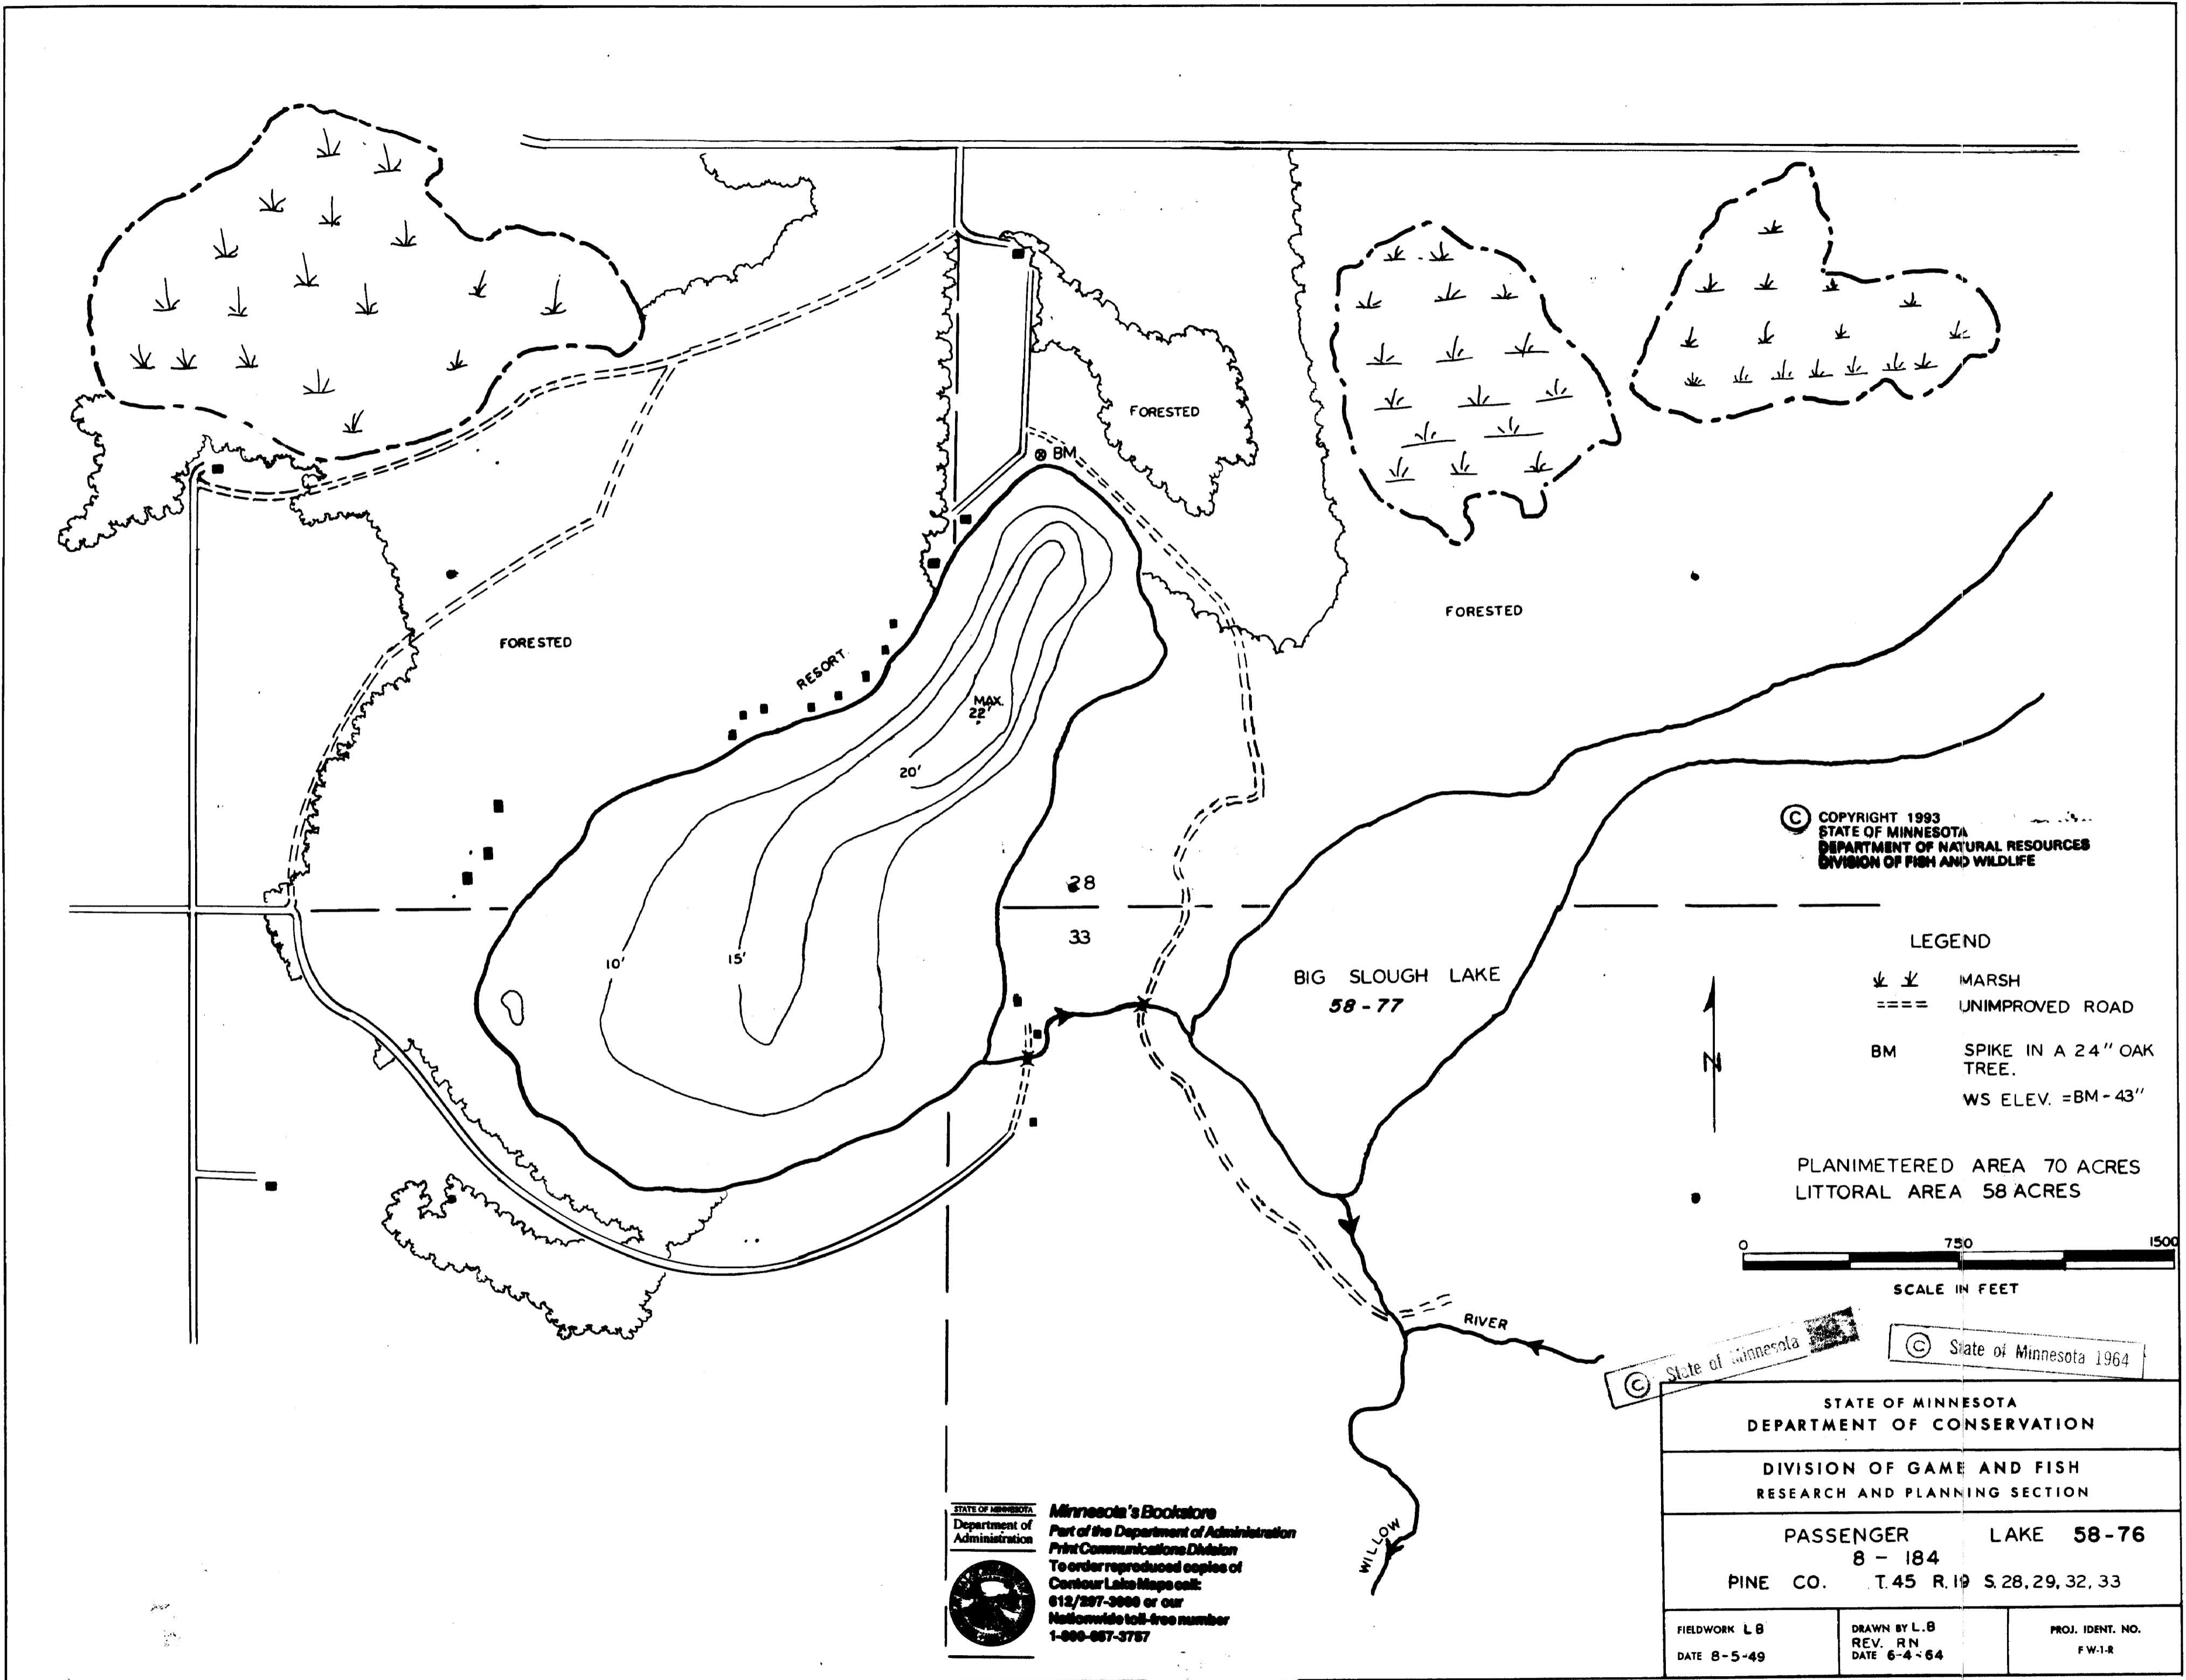 FORESTED
BM
FORESTED
FORESTED
RESORT
MAX.
22'
20'
10'
15'
28
33
BIG SLOUGH LAKE
58-77
© COPYRIGHT 1993
STATE OF MINNESOTA
DEPARTMENT OF NATURAL RESOURCES
DIVISION OF FISH AND WILDLIFE
LEGEND
MARSH
==== UNIMPROVED ROAD
BM SPIKE IN A 24" OAK
TREE.
WS ELEV. =BM-43"
N
PLANIMETERED AREA 70 ACRES
LITTORAL AREA 58 ACRES
0 750 1500
SCALE IN FEET
RIVER
WILLOW
© State of Minnesota
© State of Minnesota 1964
STATE OF MINNESOTA
DEPARTMENT OF CONSERVATION
DIVISION OF GAME AND FISH
RESEARCH AND PLANNING SECTION
PASSENGER LAKE 58-76
8 - 184
PINE CO. T.45 R.19 S.28,29,32,33
FIELDWORK LB
DATE 8-5-49
DRAWN BY L.B
REV. RN
DATE 6-4-64
PROJ. IDENT. NO.
FW-1-R
STATE OF MINNESOTA
Department of
Administration
Minnesota's Bookstore
Part of the Department of Administration
Print Communications Division
To order reproduced copies of
Contour Lake Maps call:
612/297-3000 or our
Nationwide toll-free number
1-800-657-3757